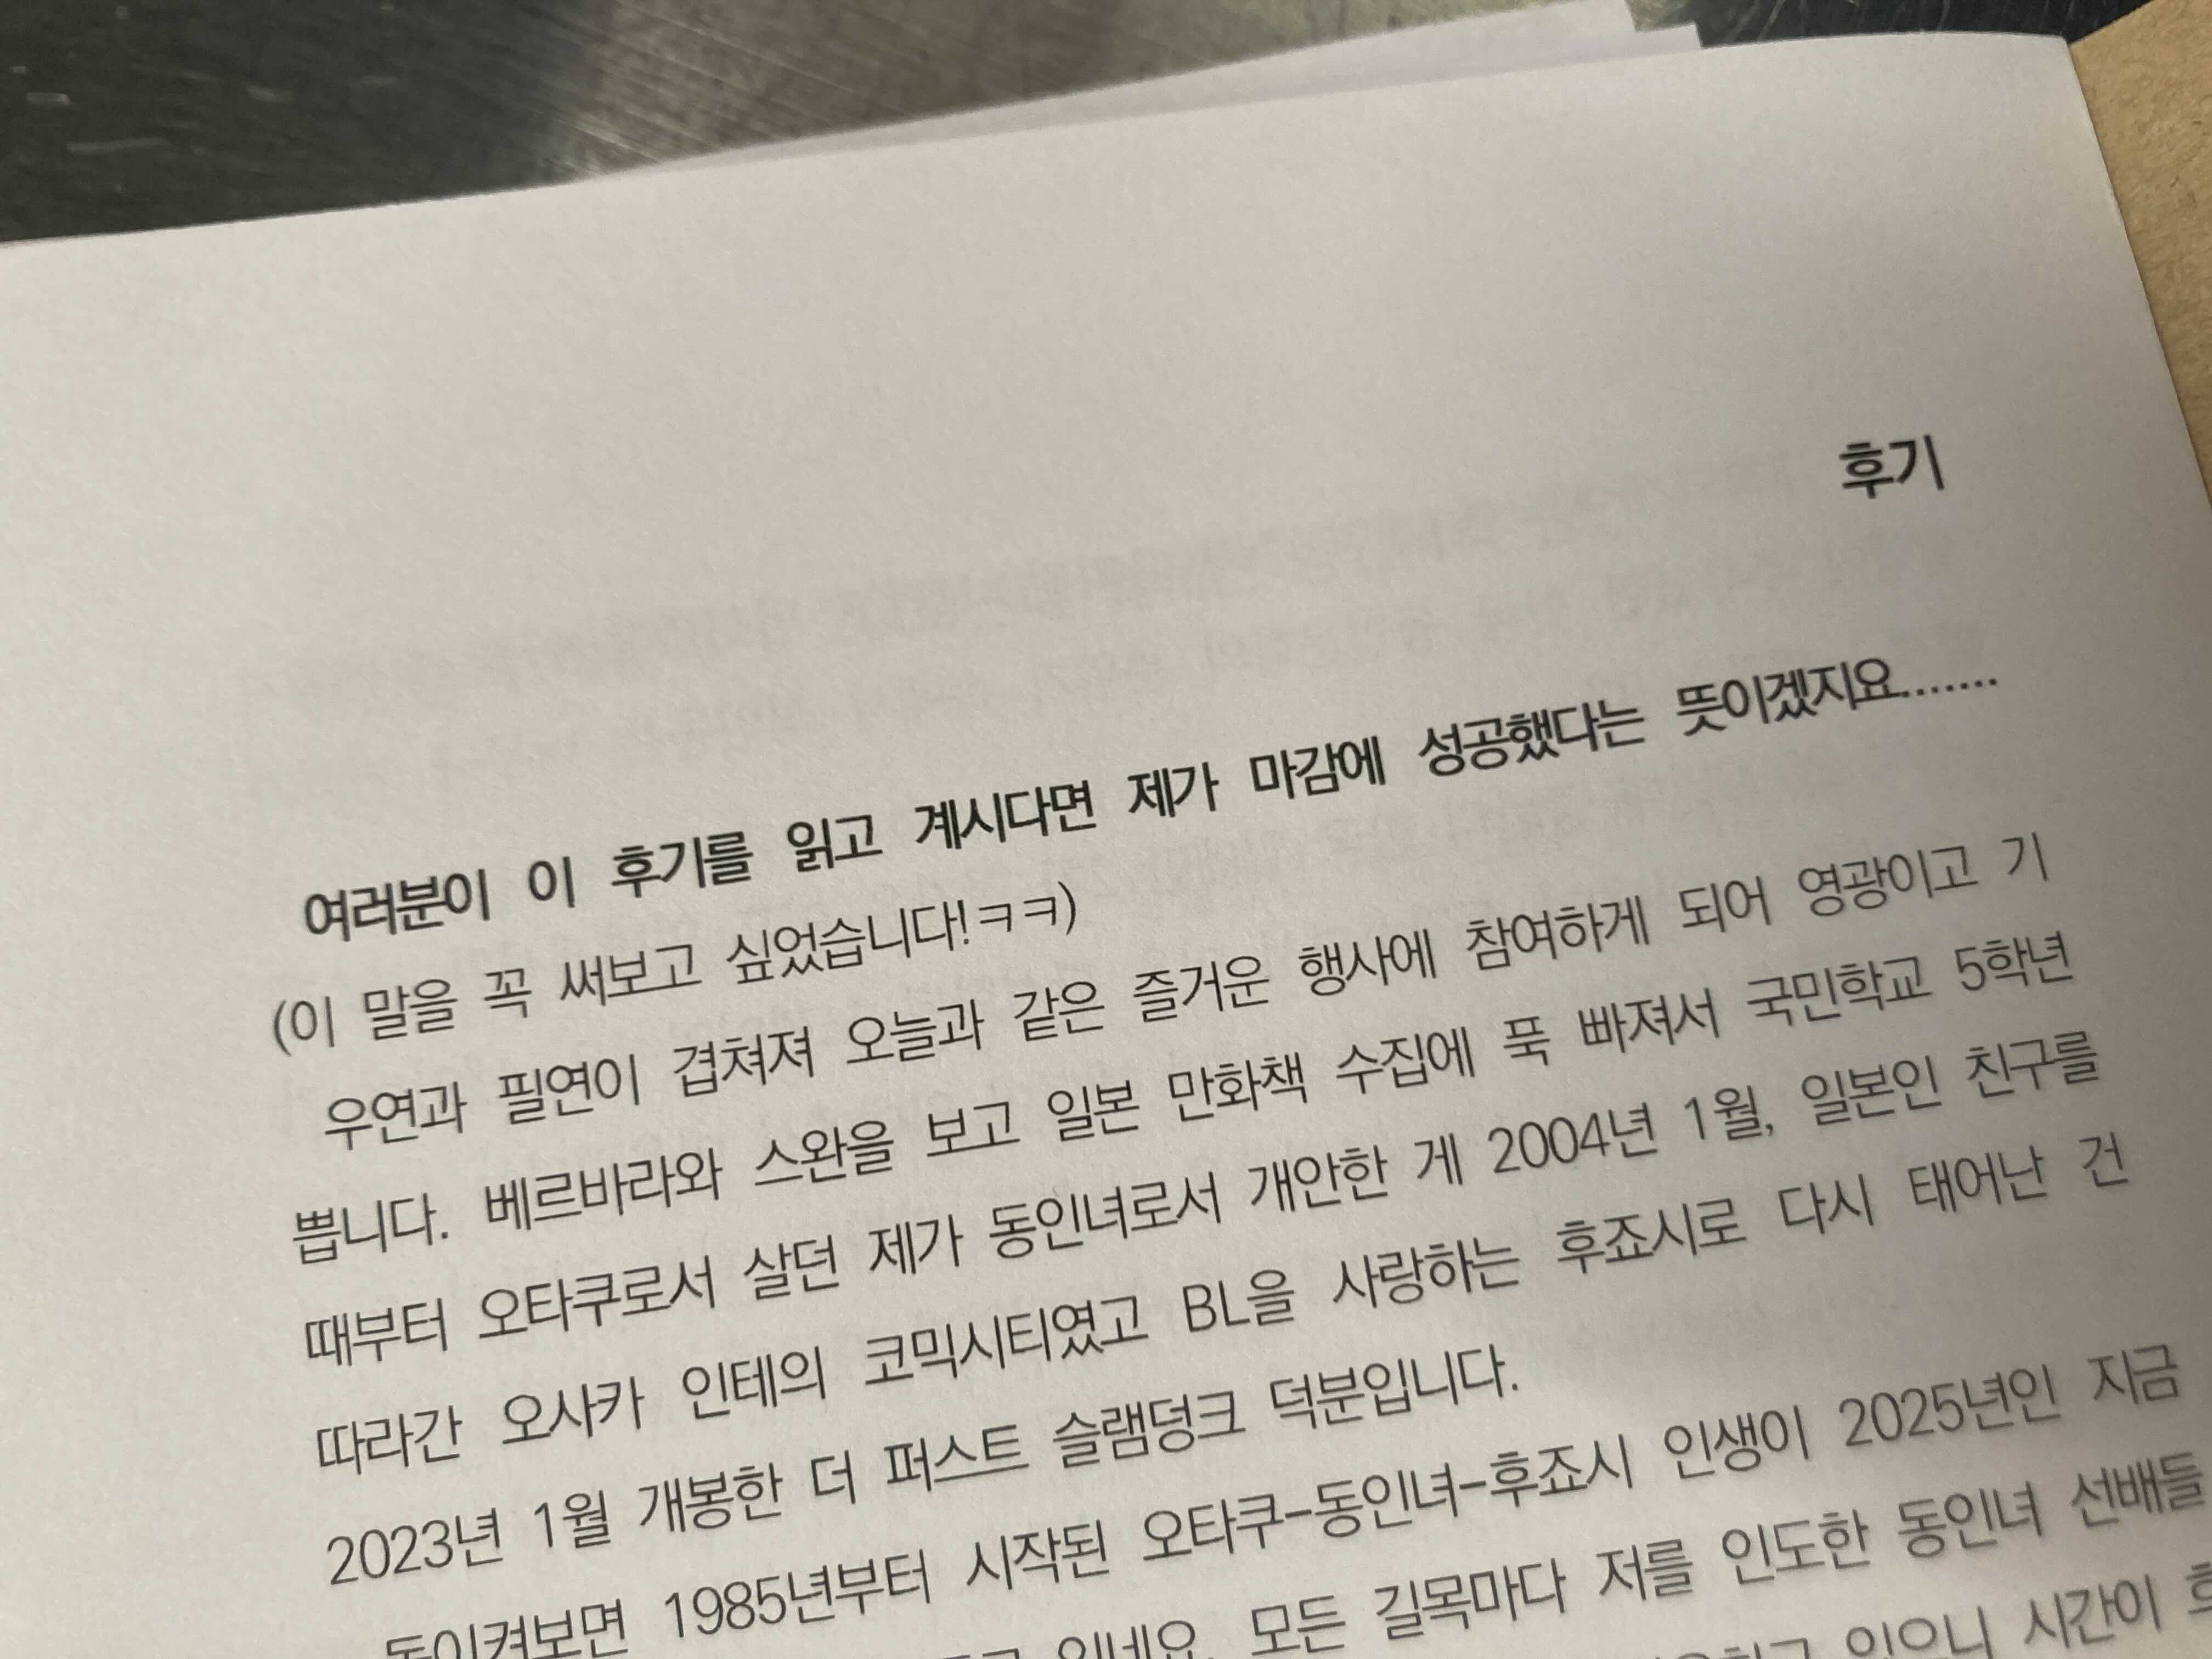 후기
여러분이 이 후기를 읽고 계시다면 제가 마감에 성공했다는 뜻이겠지요.......
(이 말을 꼭 써보고 싶었습니다!ㅋㅋ)
우연과 필연이 겹쳐져 오늘과 같은 즐거운 행사에 참여하게 되어 영광이고 기
쁩니다. 베르바라와 스완을 보고 일본 만화책 수집에 푹 빠져서 국민학교 5학년
때부터 오타쿠로서 살던 제가 동인녀로서 개안한 게 2004년 1월, 일본인 친구를
따라간 오사카 인테의 코믹시티였고 BL을 사랑하는 후죠시로 다시 태어난 건
2023년 1월 개봉한 더 퍼스트 슬램덩크 덕분입니다.
돌이켜보면 1985년부터 시작된 오타쿠-동인녀-후죠시 인생이 2025년인 지금
있네요. 모든 길목마다 저를 인도한 동인녀 선배들
있으니 시간이